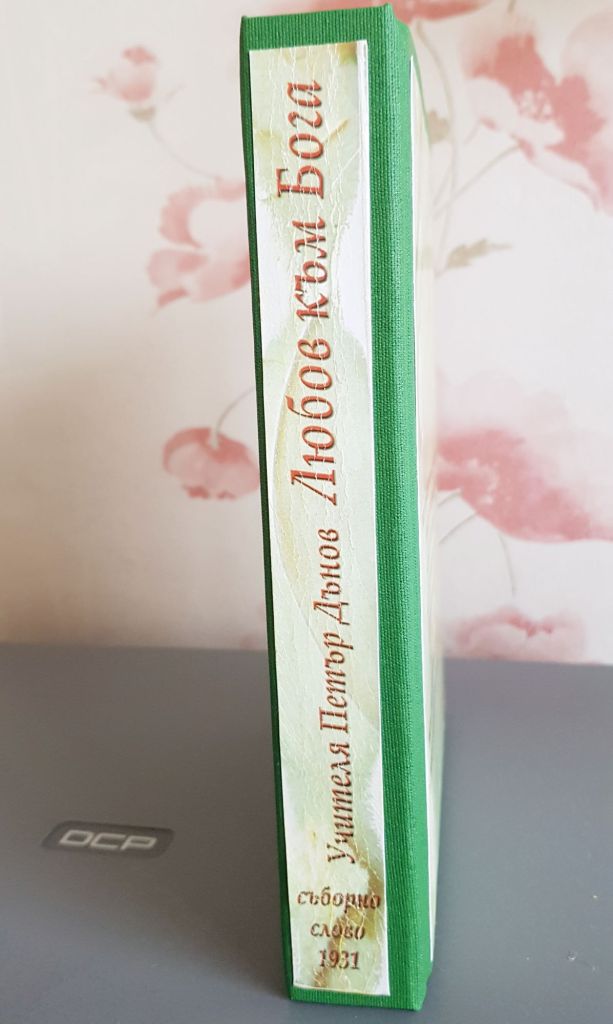 Учителя Петър Дънов Любов към Бога
съборно
слово
1931
DCP